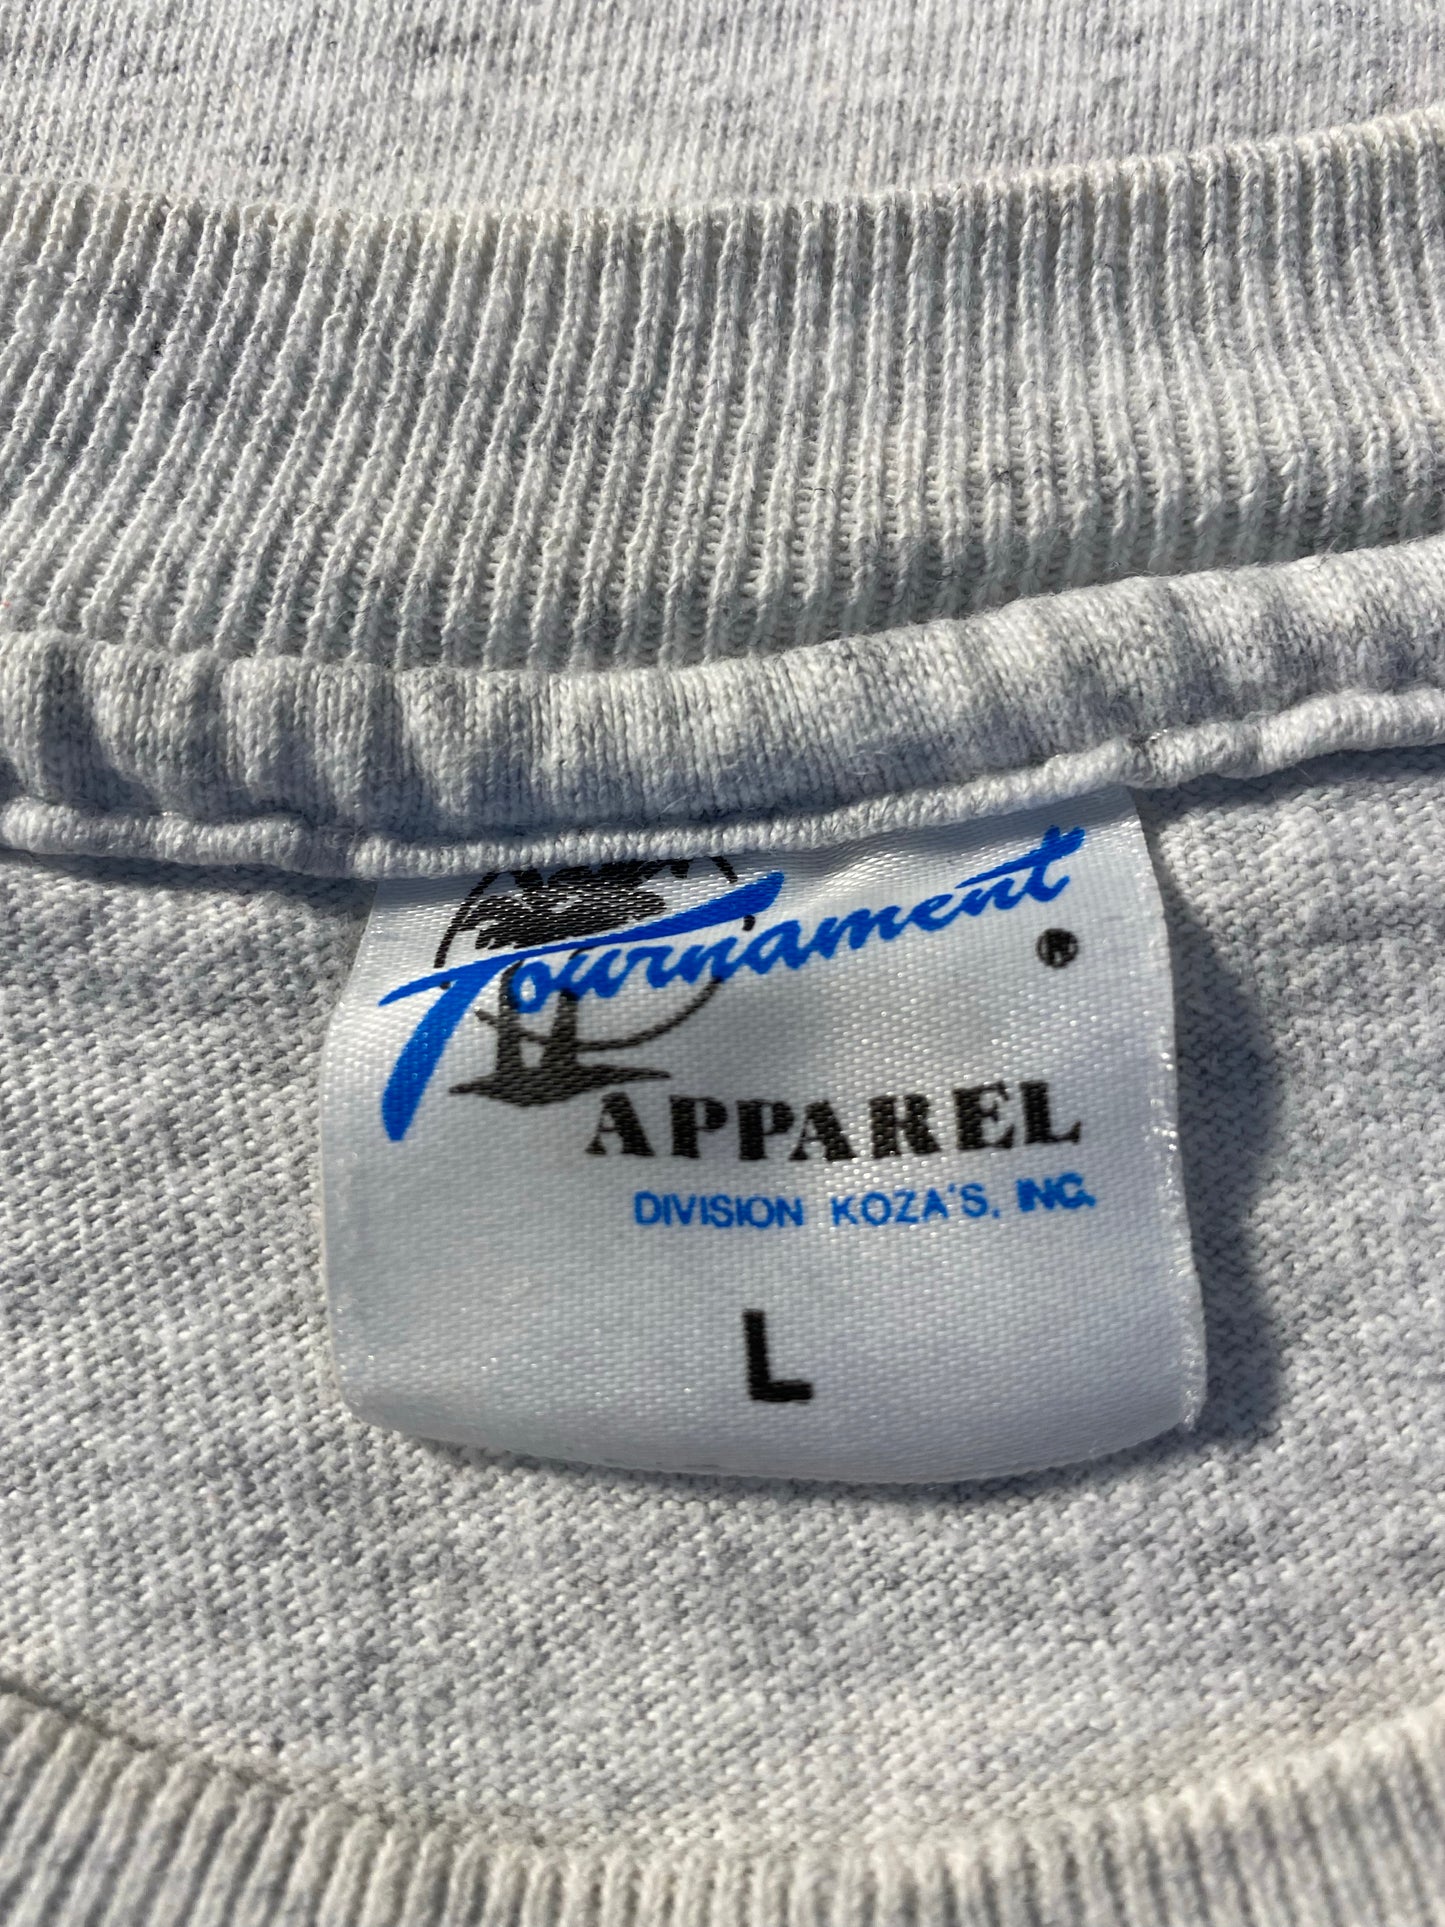 Tournament ®
APPAREL
DIVISION KOZA'S, INC.
L